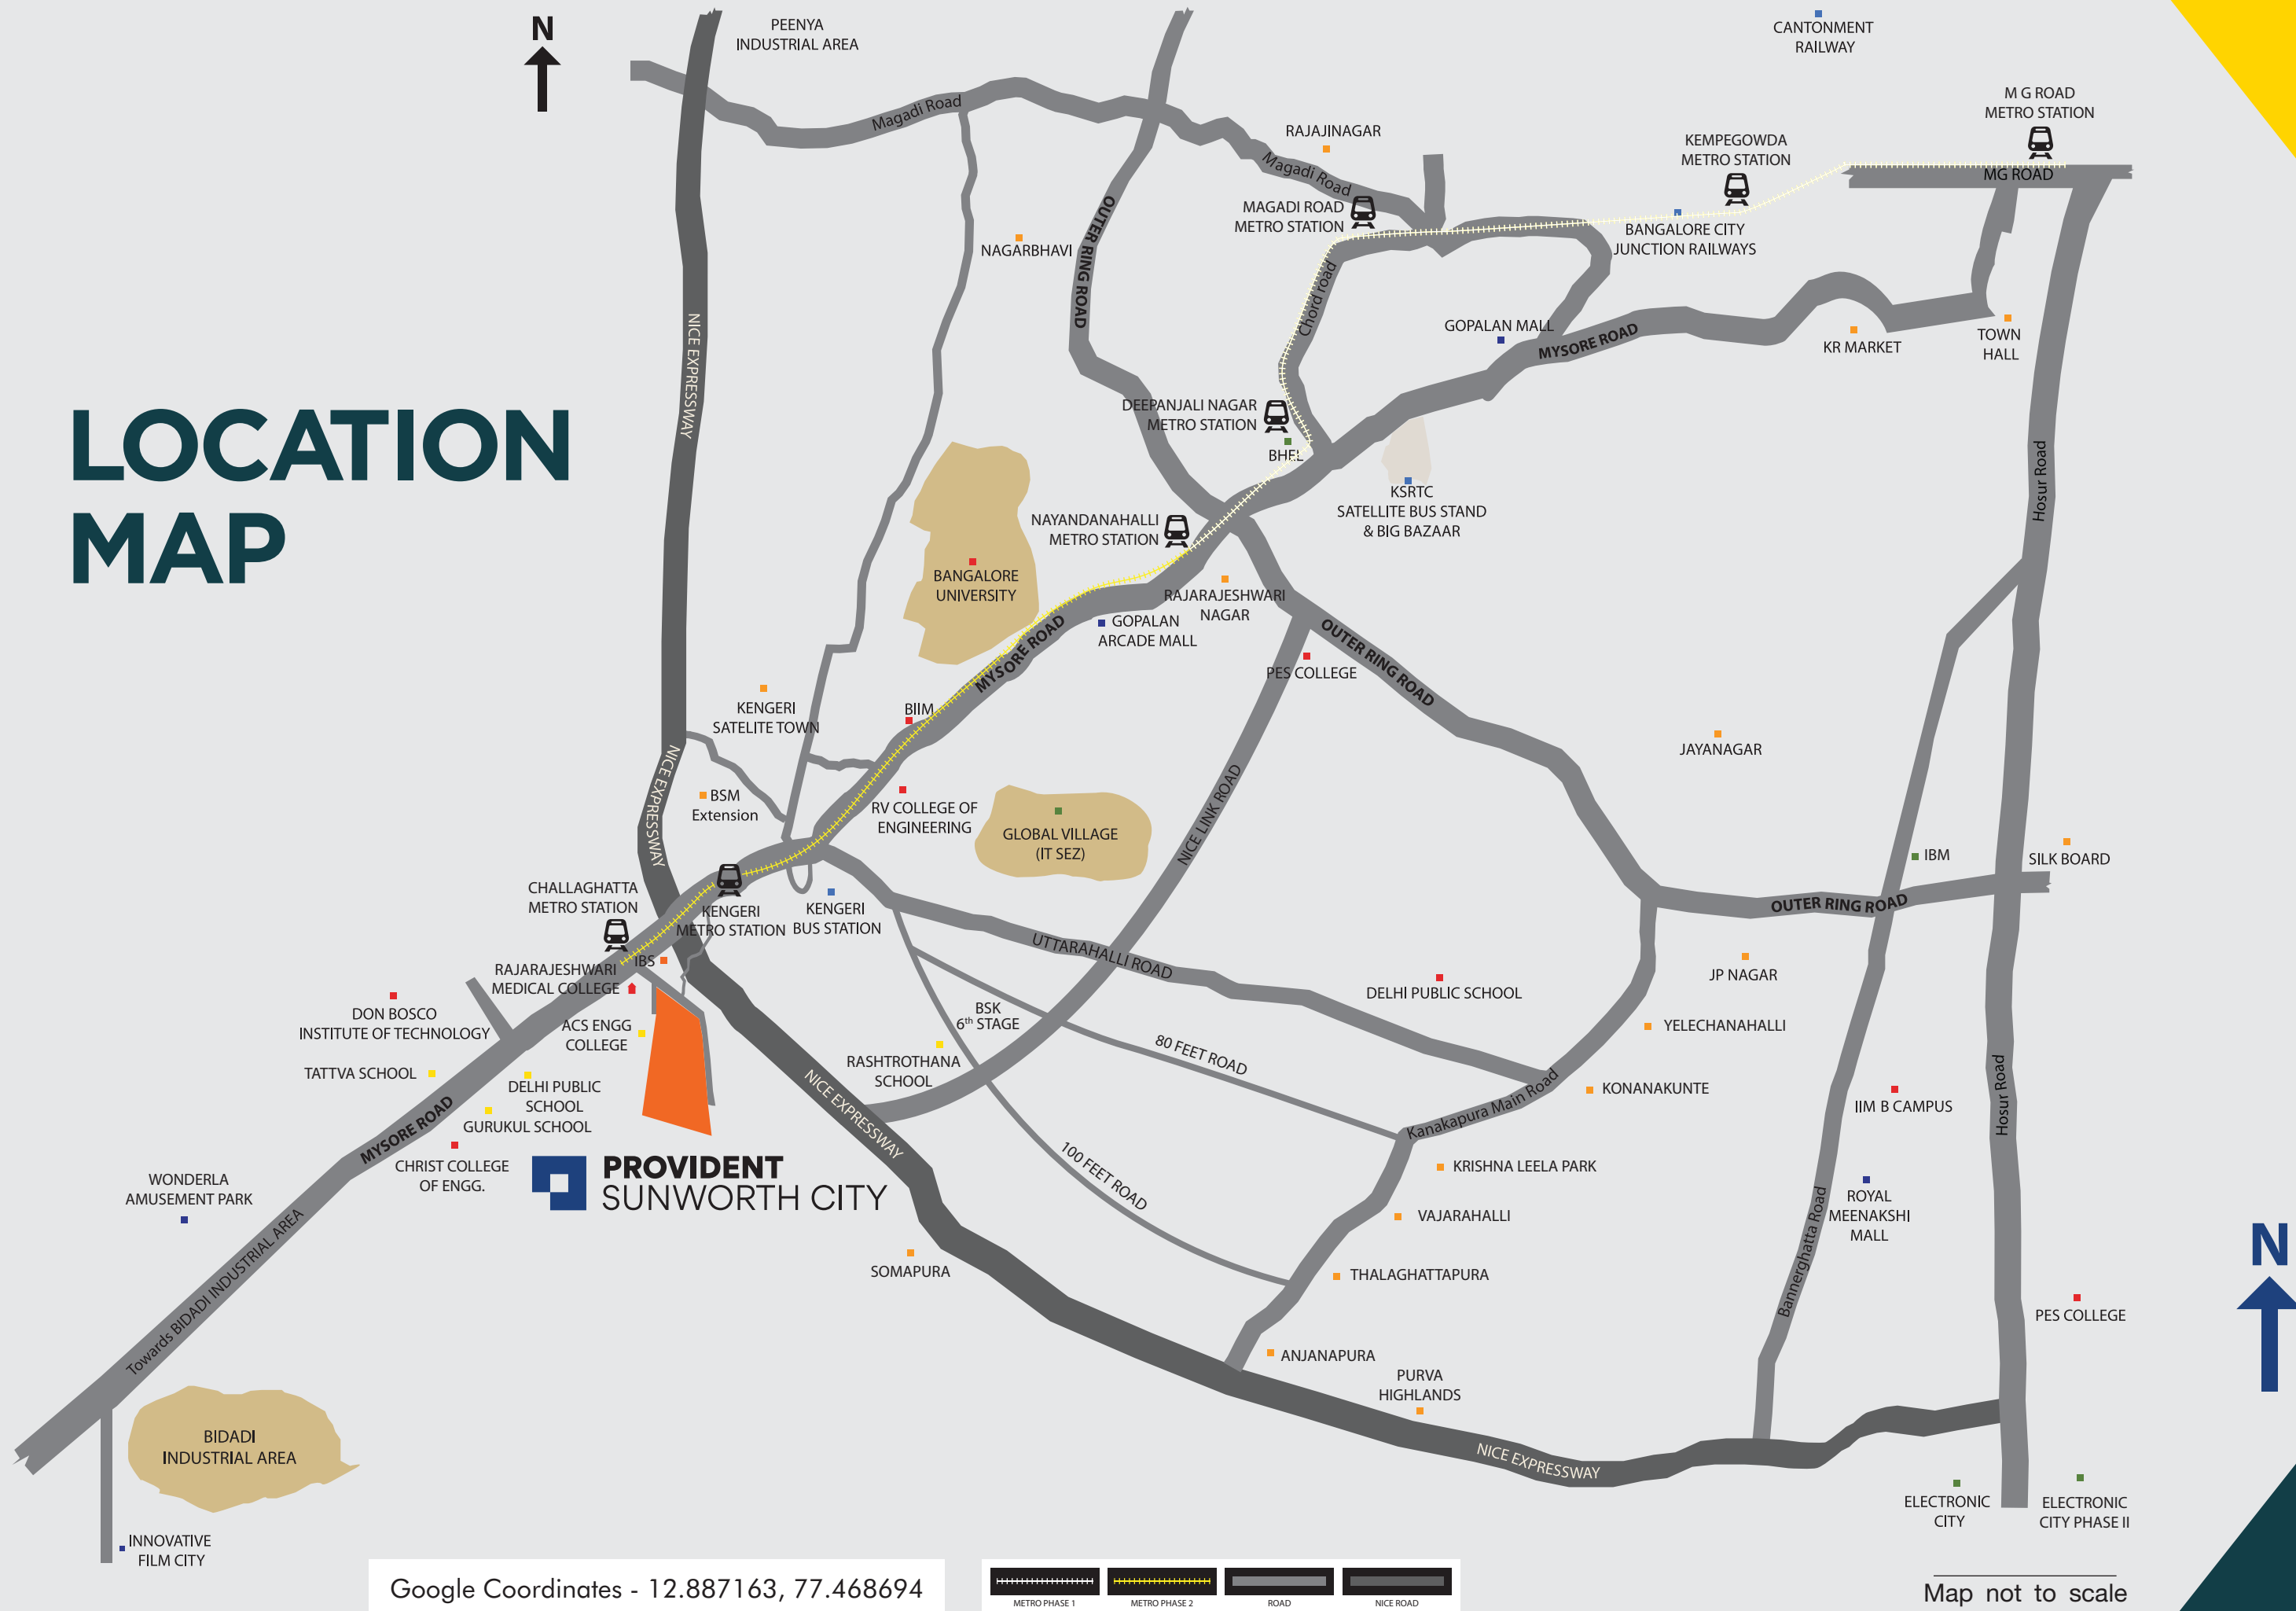 N
PEENYA
INDUSTRIAL AREA
CANTONMENT
RAILWAY
M G ROAD
METRO STATION
Magadi Road
RAJAJINAGAR
Magadi Road
KEMPEGOWDA
METRO STATION
MG ROAD
MAGADI ROAD
METRO STATION
BANGALORE CITY
JUNCTION RAILWAYS
NAGARBHAVI
OUTER RING ROAD
Chord road
GOPALAN MALL
MYSORE ROAD
KR MARKET
TOWN
HALL
NICE EXPRESSWAY
LOCATION
MAP
DEEPANJALI NAGAR
METRO STATION
BHEL
KSRTC
SATELLITE BUS STAND
& BIG BAZAAR
Hosur Road
NAYANDANAHALLI
METRO STATION
BANGALORE
UNIVERSITY
RAJARAJESHWARI
NAGAR
GOPALAN
ARCADE MALL
MYSORE ROAD
PES COLLEGE
OUTER RING ROAD
KENGERI
SATELITE TOWN
BIIM
JAYANAGAR
NICE EXPRESSWAY
BSM
Extension
RV COLLEGE OF
ENGINEERING
GLOBAL VILLAGE
(IT SEZ)
NICE LINK ROAD
IBM
SILK BOARD
CHALLAGHATTA
METRO STATION
KENGERI
METRO STATION
KENGERI
BUS STATION
OUTER RING ROAD
UTTARAHALLI ROAD
IBS
RAJARAJESHWARI
MEDICAL COLLEGE
JP NAGAR
DELHI PUBLIC SCHOOL
DON BOSCO
INSTITUTE OF TECHNOLOGY
ACS ENGG
COLLEGE
BSK
6th STAGE
YELECHANAHALLI
80 FEET ROAD
RASHTROTHANA
SCHOOL
TATTVA SCHOOL
DELHI PUBLIC
SCHOOL
GURUKUL SCHOOL
NICE EXPRESSWAY
Kanakapura Main Road
KONANAKUNTE
IIM B CAMPUS
Hosur Road
MYSORE ROAD
CHRIST COLLEGE
OF ENGG.
PROVIDENT
SUNWORTH CITY
100 FEET ROAD
KRISHNA LEELA PARK
WONDERLA
AMUSEMENT PARK
ROYAL
MEENAKSHI
MALL
VAJARAHALLI
Bannerghatta Road
N
SOMAPURA
THALAGHATTAPURA
Towards BIDADI INDUSTRIAL AREA
PES COLLEGE
ANJANAPURA
PURVA
HIGHLANDS
BIDADI
INDUSTRIAL AREA
NICE EXPRESSWAY
ELECTRONIC
CITY
ELECTRONIC
CITY PHASE II
INNOVATIVE
FILM CITY
Google Coordinates - 12.887163, 77.468694
METRO PHASE 1
METRO PHASE 2
ROAD
NICE ROAD
Map not to scale